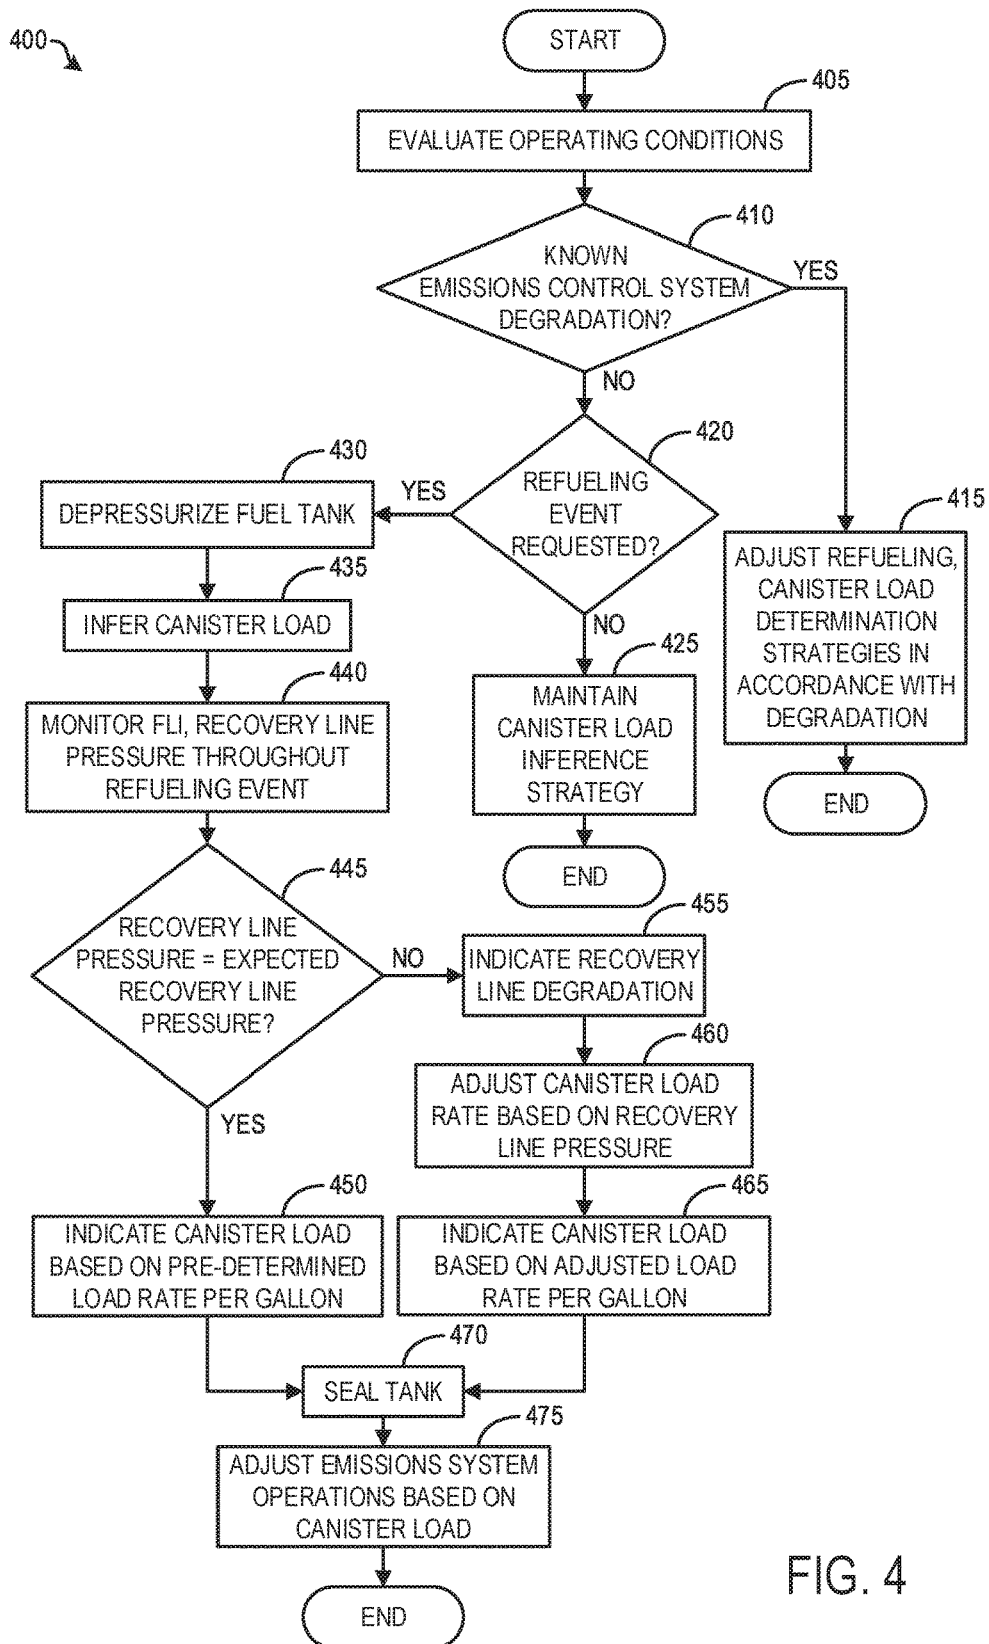 400
START
405
EVALUATE OPERATING CONDITIONS
410
KNOWN
EMISSIONS CONTROL SYSTEM
DEGRADATION?
YES
NO
420
REFUELING
EVENT
REQUESTED?
YES
NO
430
DEPRESSURIZE FUEL TANK
415
ADJUST REFUELING,
CANISTER LOAD
DETERMINATION
STRATEGIES IN
ACCORDANCE WITH
DEGRADATION
END
435
INFER CANISTER LOAD
425
MAINTAIN
CANISTER LOAD
INFERENCE
STRATEGY
END
440
MONITOR FLI, RECOVERY LINE
PRESSURE THROUGHOUT
REFUELING EVENT
445
RECOVERY LINE
PRESSURE = EXPECTED
RECOVERY LINE
PRESSURE?
NO
YES
455
INDICATE RECOVERY
LINE DEGRADATION
460
ADJUST CANISTER LOAD
RATE BASED ON RECOVERY
LINE PRESSURE
450
INDICATE CANISTER LOAD
BASED ON PRE-DETERMINED
LOAD RATE PER GALLON
465
INDICATE CANISTER LOAD
BASED ON ADJUSTED LOAD
RATE PER GALLON
470
SEAL TANK
475
ADJUST EMISSIONS SYSTEM
OPERATIONS BASED ON
CANISTER LOAD
END
FIG. 4